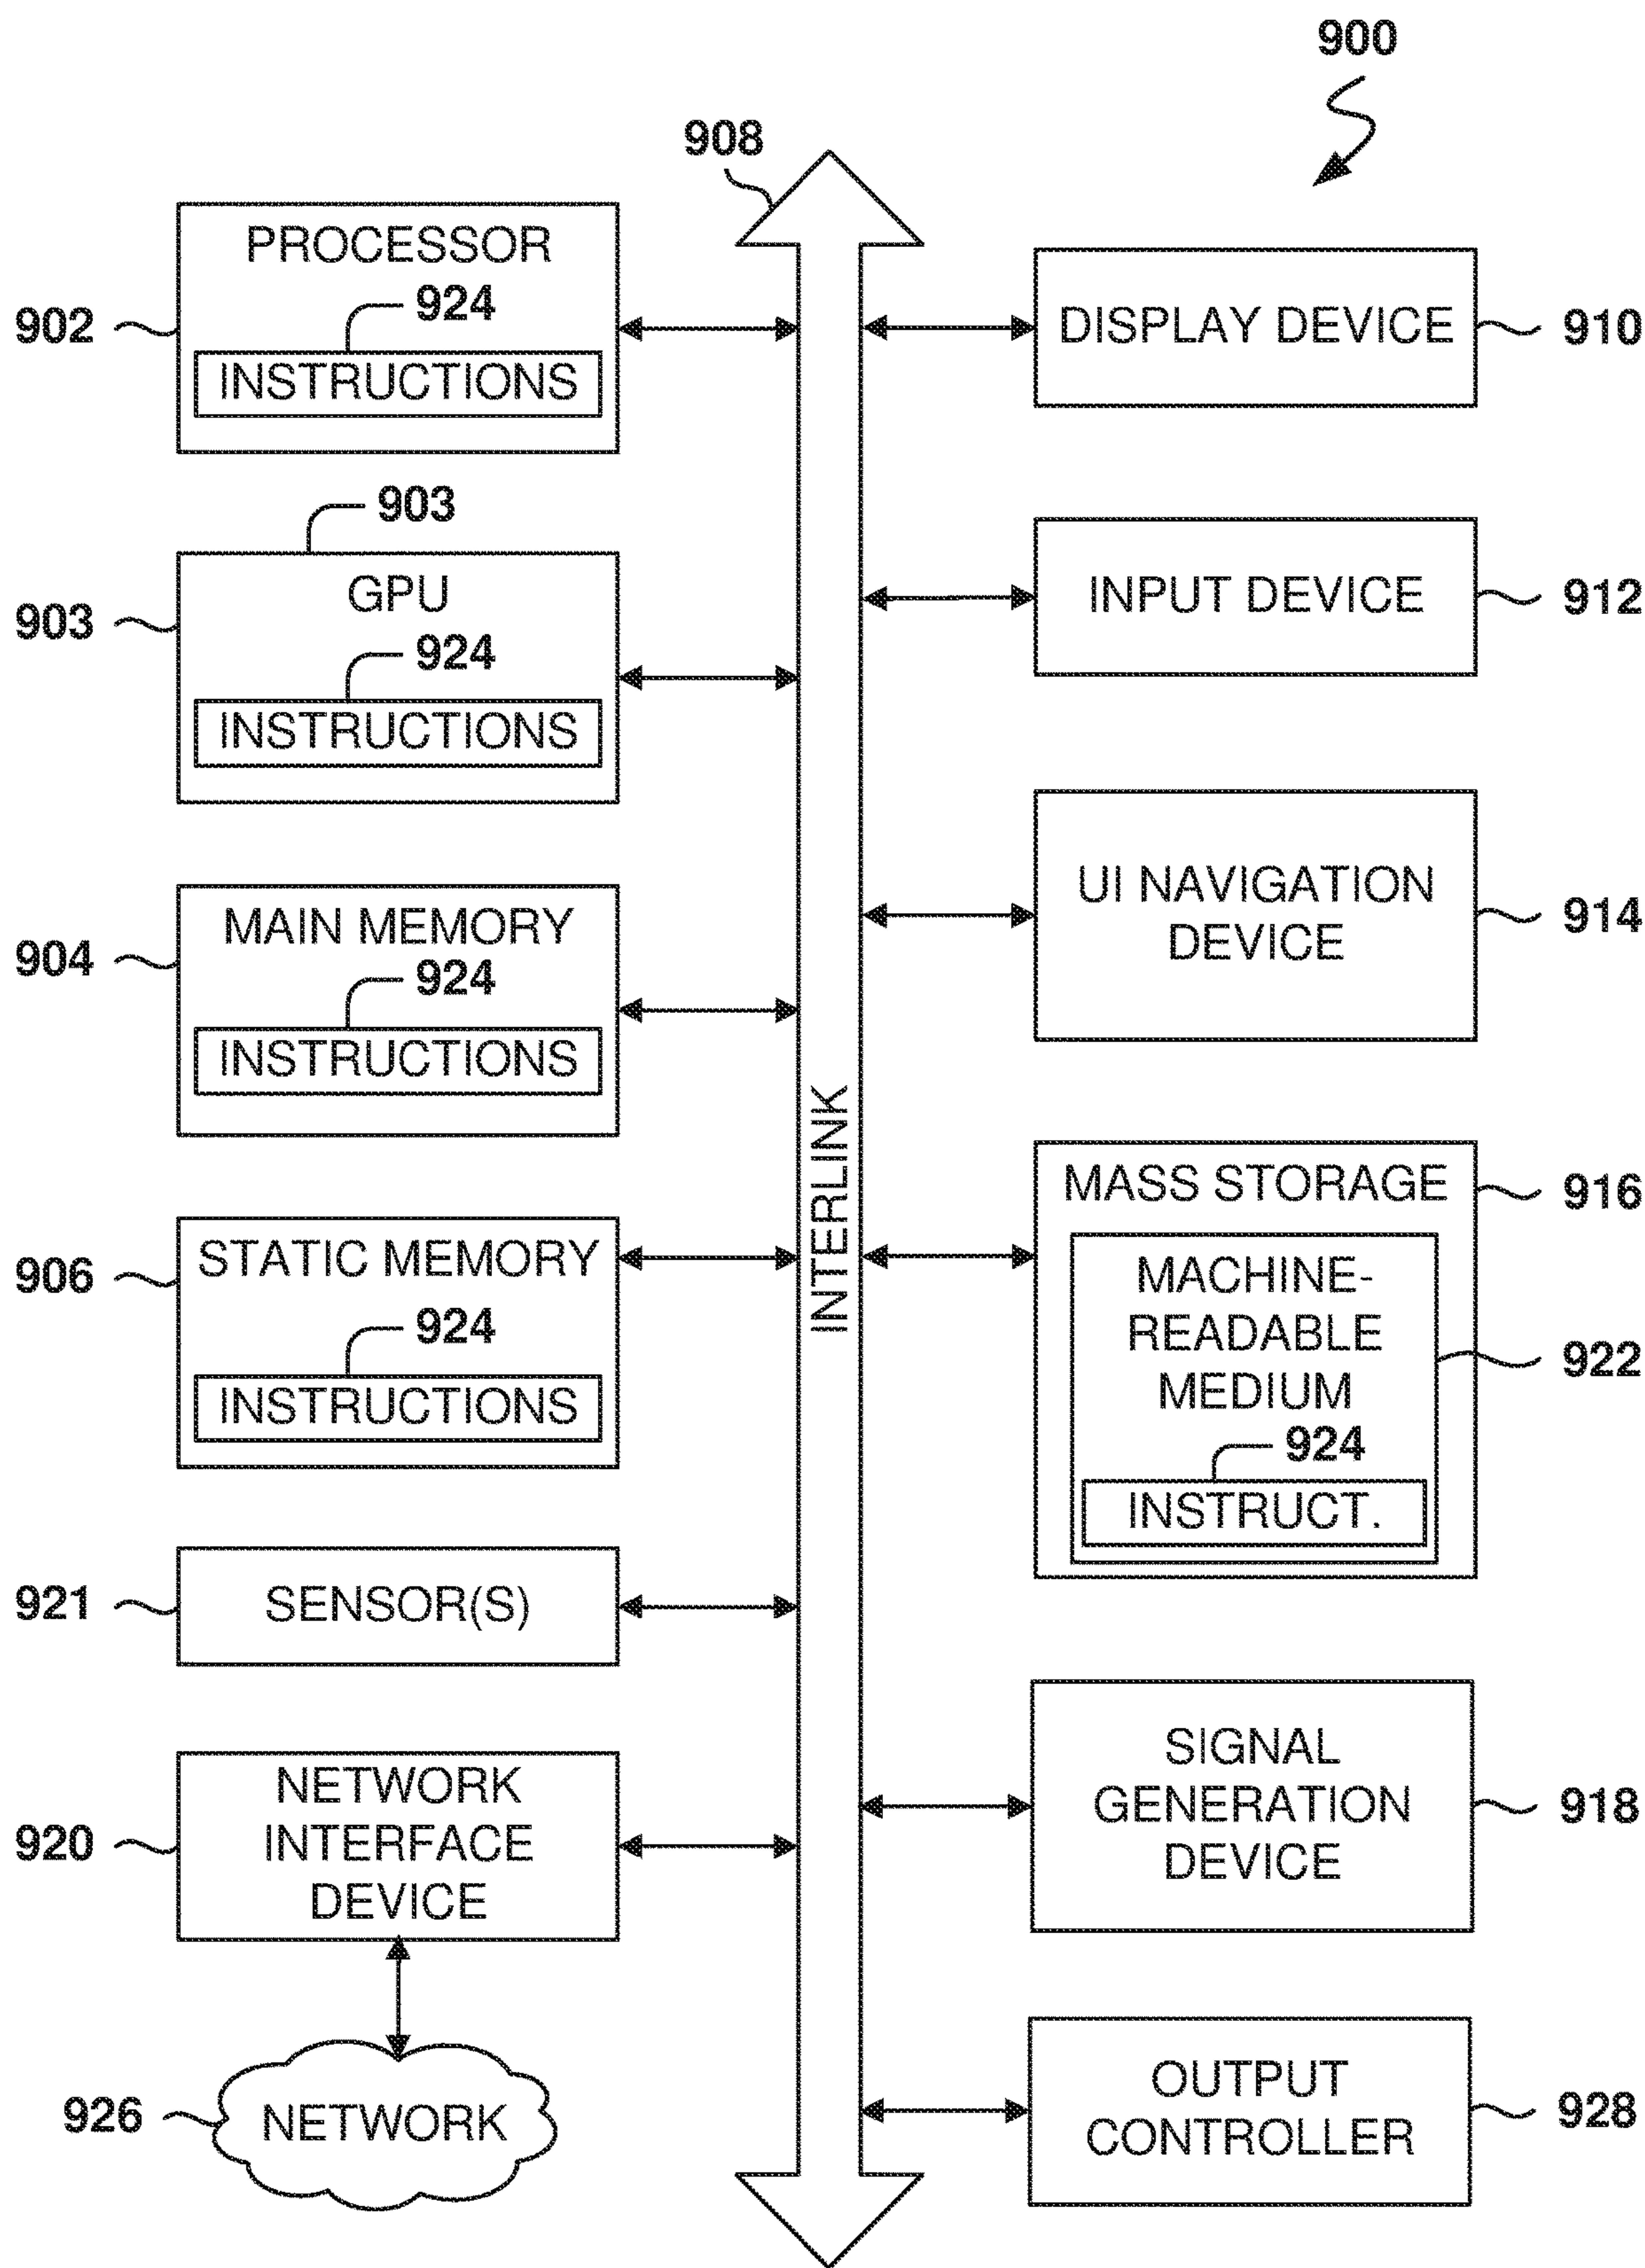 900
908
PROCESSOR
924
INSTRUCTIONS
902
903
GPU
903
924
INSTRUCTIONS
MAIN MEMORY
904
924
INSTRUCTIONS
STATIC MEMORY
906
924
INSTRUCTIONS
SENSOR(S)
921
NETWORK
INTERFACE
DEVICE
920
NETWORK
926
INTERLINK
DISPLAY DEVICE
910
INPUT DEVICE
912
UI NAVIGATION
DEVICE
914
MASS STORAGE
916
MACHINE-
READABLE
MEDIUM
922
924
INSTRUCT.
SIGNAL
GENERATION
DEVICE
918
OUTPUT
CONTROLLER
928